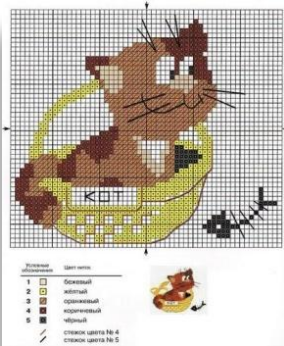 КОТ
Условные обозначения Цвет ниток
1 бежевый
2 жёлтый
3 оранжевый
4 коричневый
5 чёрный
стежок цвета № 4
стежок цвета № 5